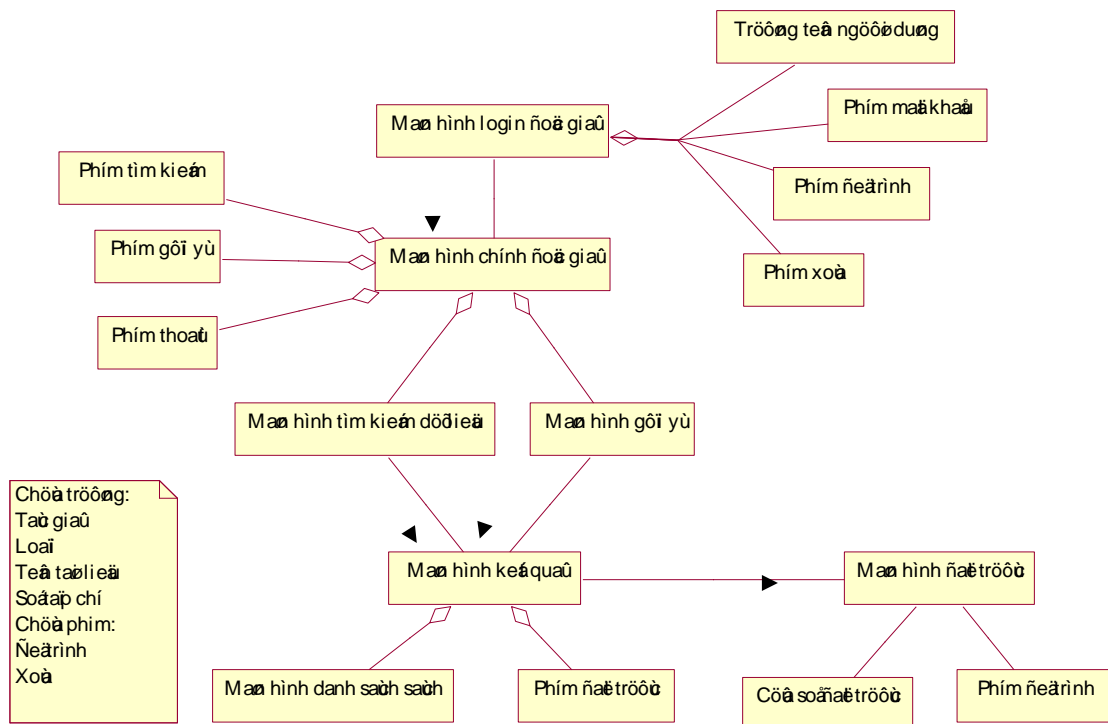 Tröôøng teân ngöôøi duøng
Maøn hình login ñoäc giaû
Phím maät khaåu
Phím tìm kieám
Phím ñeä trình
Phím gôïi yù
Maøn hình chính ñoäc giaû
Phím xoùa
Phím thoaùt
Maøn hình tìm kieám döõ lieäu
Maøn hình gôïi yù
Chöùa tröôøng:
Taùc giaû
Loaïi
Teân taøi lieäu
Soá taïp chí
Chöùa phim:
Ñeä trình
Xoùa
Maøn hình keát quaû
Maøn hình ñaët tröôùc
Maøn hình danh saùch saùch
Phím ñaët tröôùc
Cöûa soå ñaët tröôùc
Phím ñeä trình